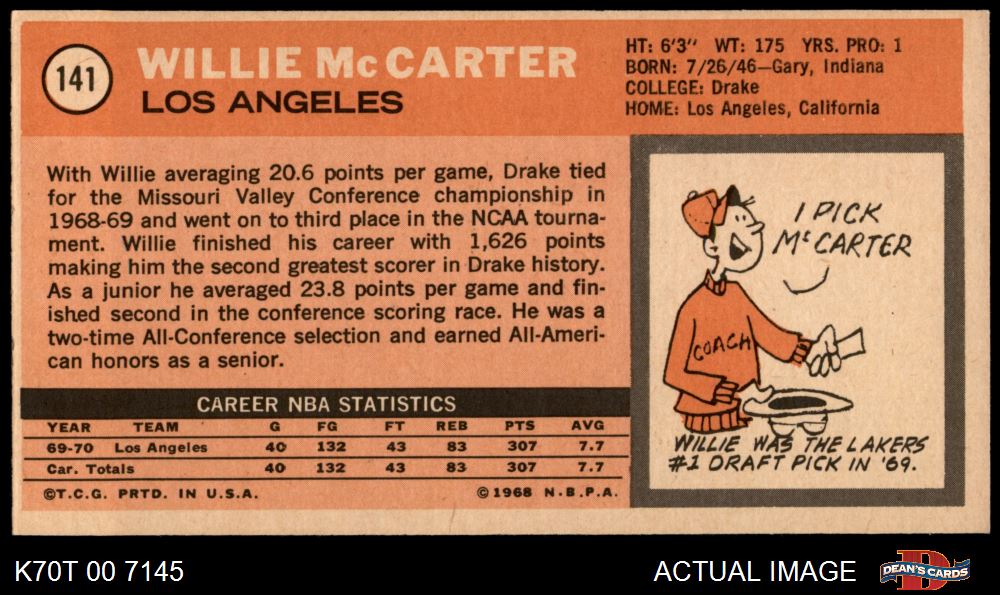 141
WILLIE McCARTER
LOS ANGELES
HT: 6'3" WT: 175 YRS. PRO: 1
BORN: 7/26/46—Gary, Indiana
COLLEGE: Drake
HOME: Los Angeles, California
With Willie averaging 20.6 points per game, Drake tied
for the Missouri Valley Conference championship in
1968-69 and went on to third place in the NCAA tourna-
ment. Willie finished his career with 1,626 points
making him the second greatest scorer in Drake history.
As a junior he averaged 23.8 points per game and fin-
ished second in the conference scoring race. He was a
two-time All-Conference selection and earned All-Ameri-
can honors as a senior.
I PICK
McCARTER
COACH
WILLIE WAS THE LAKERS
#1 DRAFT PICK IN '69.
CAREER NBA STATISTICS
YEAR TEAM G FG FT REB PTS AVG
69-70 Los Angeles 40 132 43 83 307 7.7
Car. Totals 40 132 43 83 307 7.7
©T.C.G. PRTD. IN U.S.A. ©1968 N.B.P.A.
K70T 00 7145
ACTUAL IMAGE
D
DEAN'S CARDS